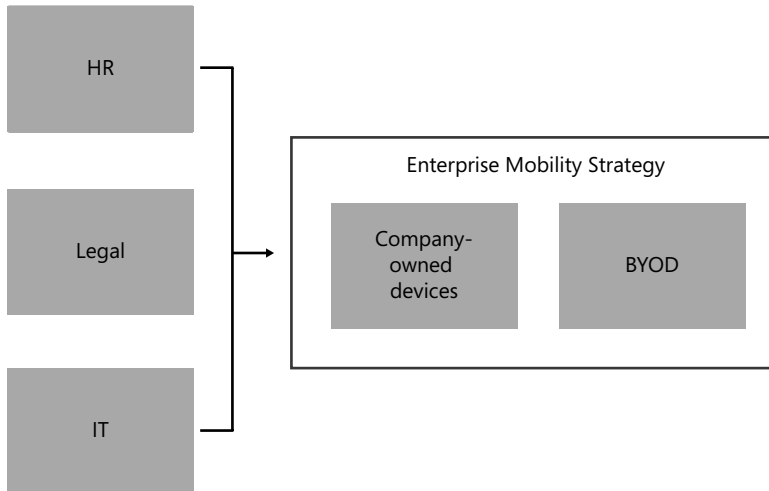 HR
Legal
IT
Enterprise Mobility Strategy
Company-
owned
devices
BYOD